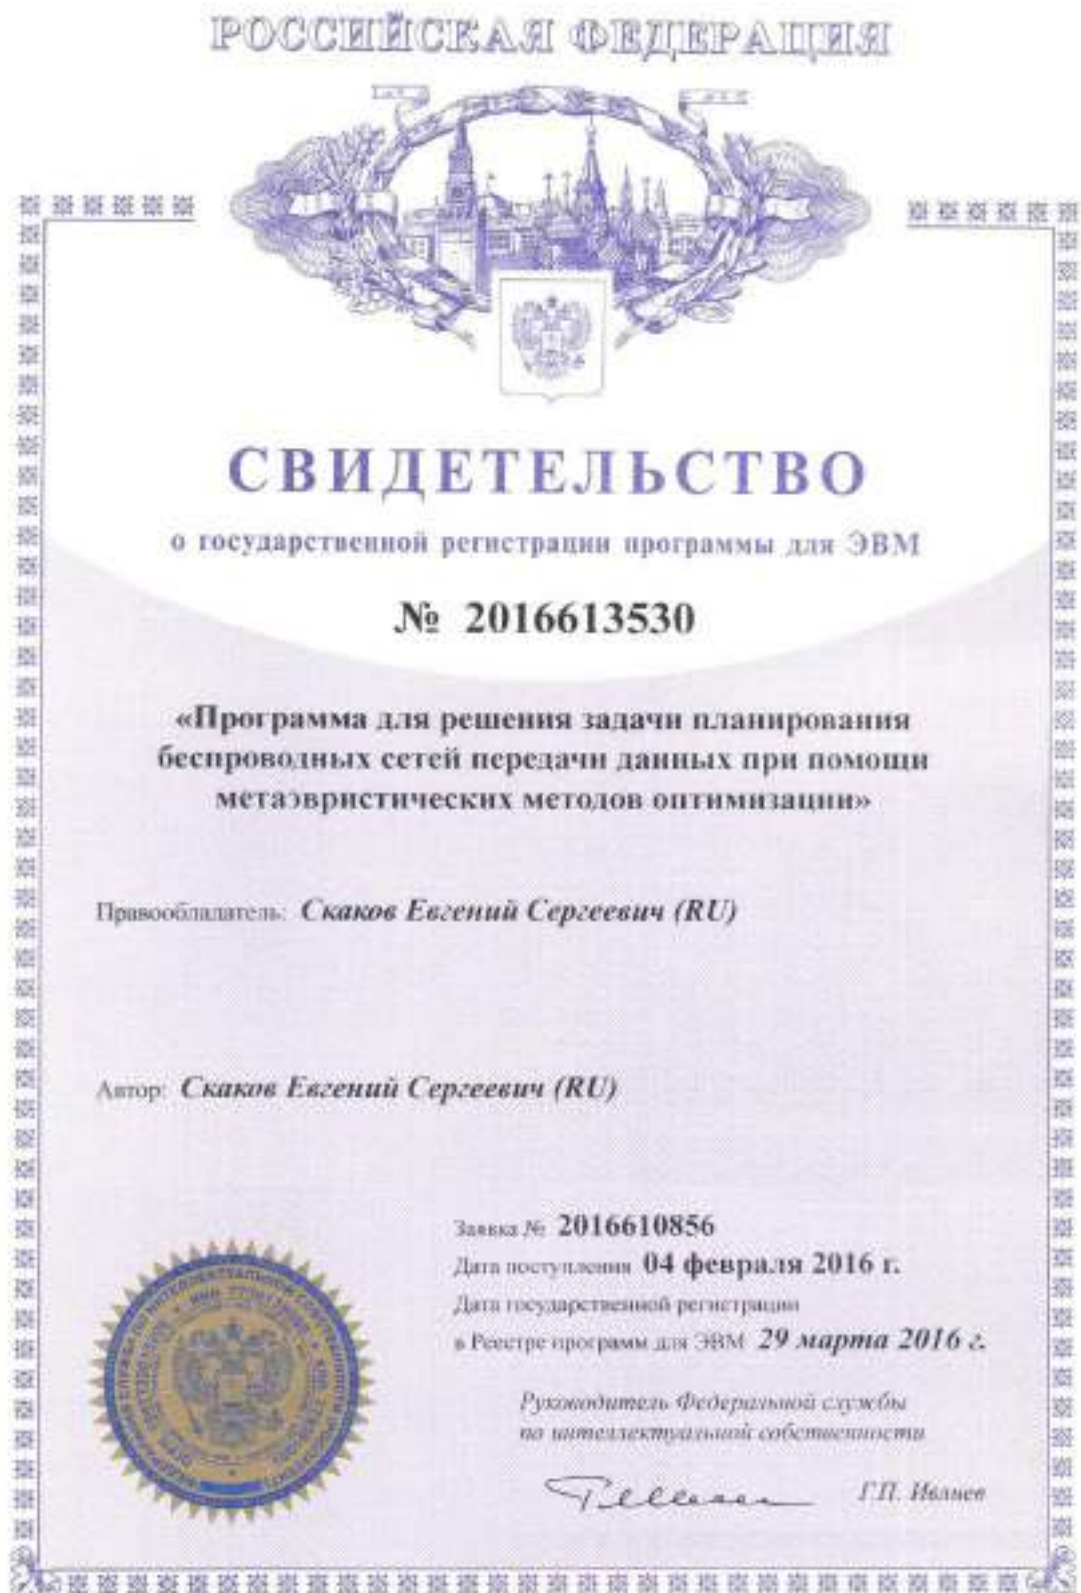 РОССИЙСКАЯ ФЕДЕРАЦИЯ
СВИДЕТЕЛЬСТВО
о государственной регистрации программы для ЭВМ
№ 2016613530
«Программа для решения задачи планирования
беспроводных сетей передачи данных при помощи
метаэвристических методов оптимизации»
Правообладатель: Скаков Евгений Сергеевич (RU)
Автор: Скаков Евгений Сергеевич (RU)
Заявка № 2016610856
Дата поступления 04 февраля 2016 г.
Дата государственной регистрации
в Реестре программ для ЭВМ 29 марта 2016 г.
Руководитель Федеральной службы
по интеллектуальной собственности
Г.П. Ивлиев